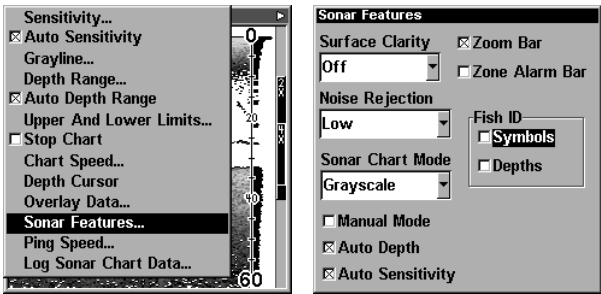 Sensitivity...
Auto Sensitivity
Grayline...
Depth Range...
Auto Depth Range
Upper And Lower Limits...
Stop Chart
Chart Speed...
Depth Cursor
Overlay Data...
Sonar Features...
Ping Speed...
Log Sonar Chart Data...
0
20
40
60
Sonar Features
Surface Clarity
Off
Noise Rejection
Low
Sonar Chart Mode
Grayscale
Manual Mode
Auto Depth
Auto Sensitivity
Zoom Bar
Zone Alarm Bar
Fish ID
Symbols
Depths